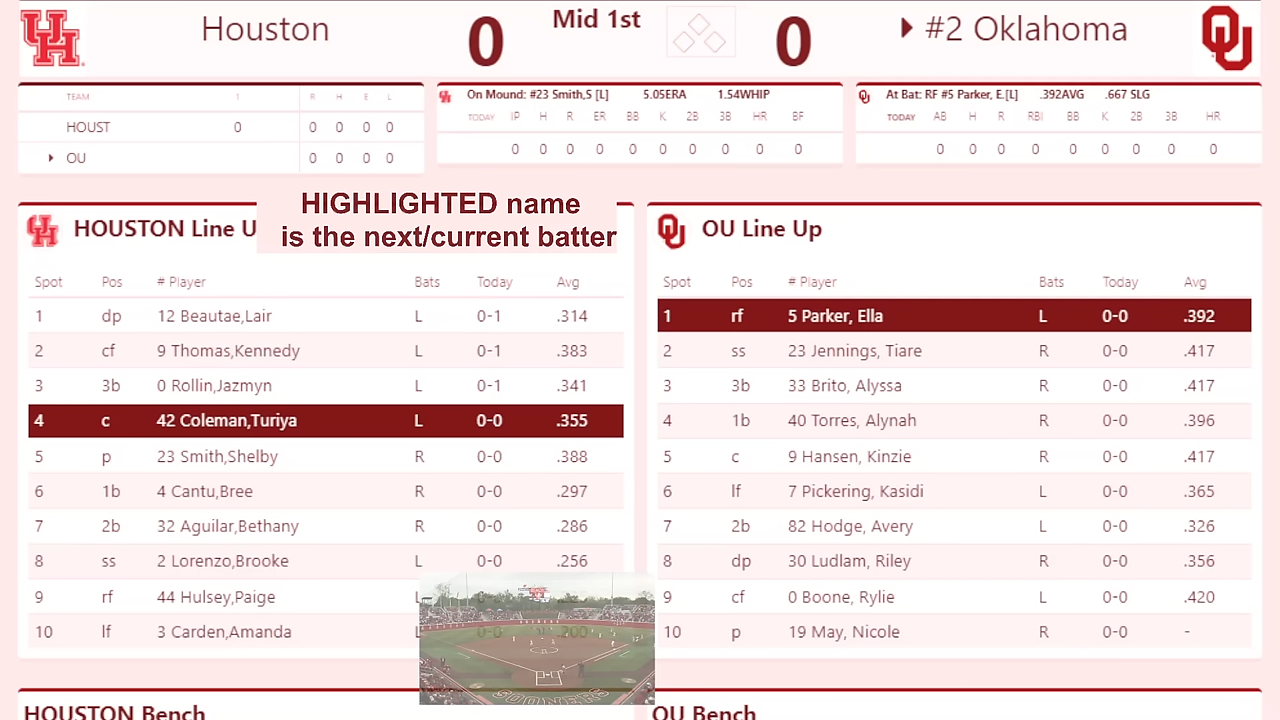 Houston 0 Mid 1st 0 #2 Oklahoma
TEAM 1 R H E L
HOUST 0 0 0 0 0
OU 0 0 0 0
On Mound: #23 Smith,S [L] 5.05ERA 1.54WHIP
TODAY IP H R ER BB K 2B 3B HR BF
0 0 0 0 0 0 0 0 0 0
At Bat: RF #5 Parker, E.[L] .392AVG .667 SLG
TODAY AB H R RBI BB K 2B 3B HR
0 0 0 0 0 0 0 0 0
HIGHLIGHTED name
is the next/current batter
HOUSTON Line U
Spot Pos # Player Bats Today Avg
1 dp 12 Beautae,Lair L 0-1 .314
2 cf 9 Thomas,Kennedy L 0-1 .383
3 3b 0 Rollin,Jazmyn L 0-1 .341
4 c 42 Coleman,Turiya L 0-0 .355
5 p 23 Smith,Shelby R 0-0 .388
6 1b 4 Cantu,Bree R 0-0 .297
7 2b 32 Aguilar,Bethany R 0-0 .286
8 ss 2 Lorenzo,Brooke L 0-0 .256
9 rf 44 Hulsey,Paige
10 lf 3 Carden,Amanda L 0-0 .200
OU Line Up
Spot Pos # Player Bats Today Avg
1 rf 5 Parker, Ella L 0-0 .392
2 ss 23 Jennings, Tiare R 0-0 .417
3 3b 33 Brito, Alyssa R 0-0 .417
4 1b 40 Torres, Alynah R 0-0 .396
5 c 9 Hansen, Kinzie R 0-0 .417
6 lf 7 Pickering, Kasidi L 0-0 .365
7 2b 82 Hodge, Avery L 0-0 .326
8 dp 30 Ludlam, Riley R 0-0 .356
9 cf 0 Boone, Rylie L 0-0 .420
10 p 19 May, Nicole R 0-0 -
SOONERS
HOUSTON Bench
OU Bench